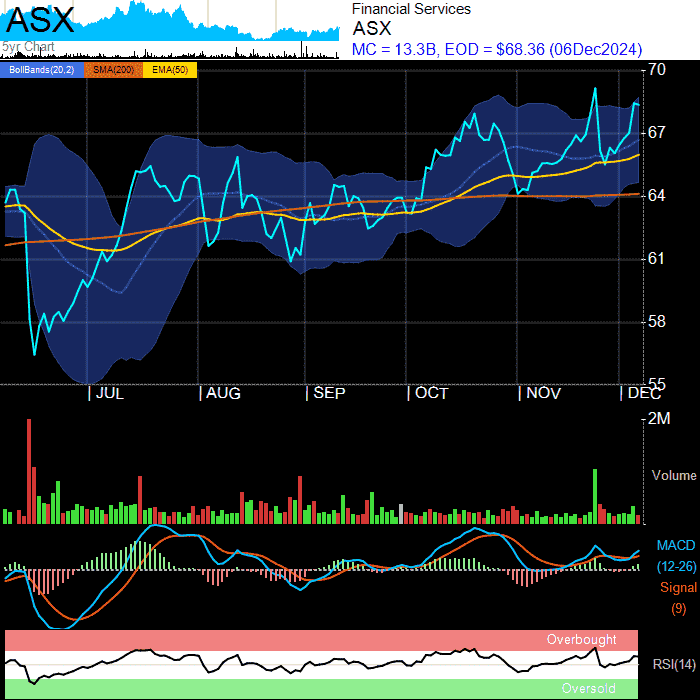 ASX
5yr Chart
Financial Services
ASX
MC = 13.3B, EOD = $68.36 (06Dec2024)
BollBands(20,2) SMA(200) EMA(50)
70
67
64
61
58
55
JUL AUG SEP OCT NOV DEC
2M
Volume
MACD
(12-26)
Signal
(9)
Overbought
RSI(14)
Oversold